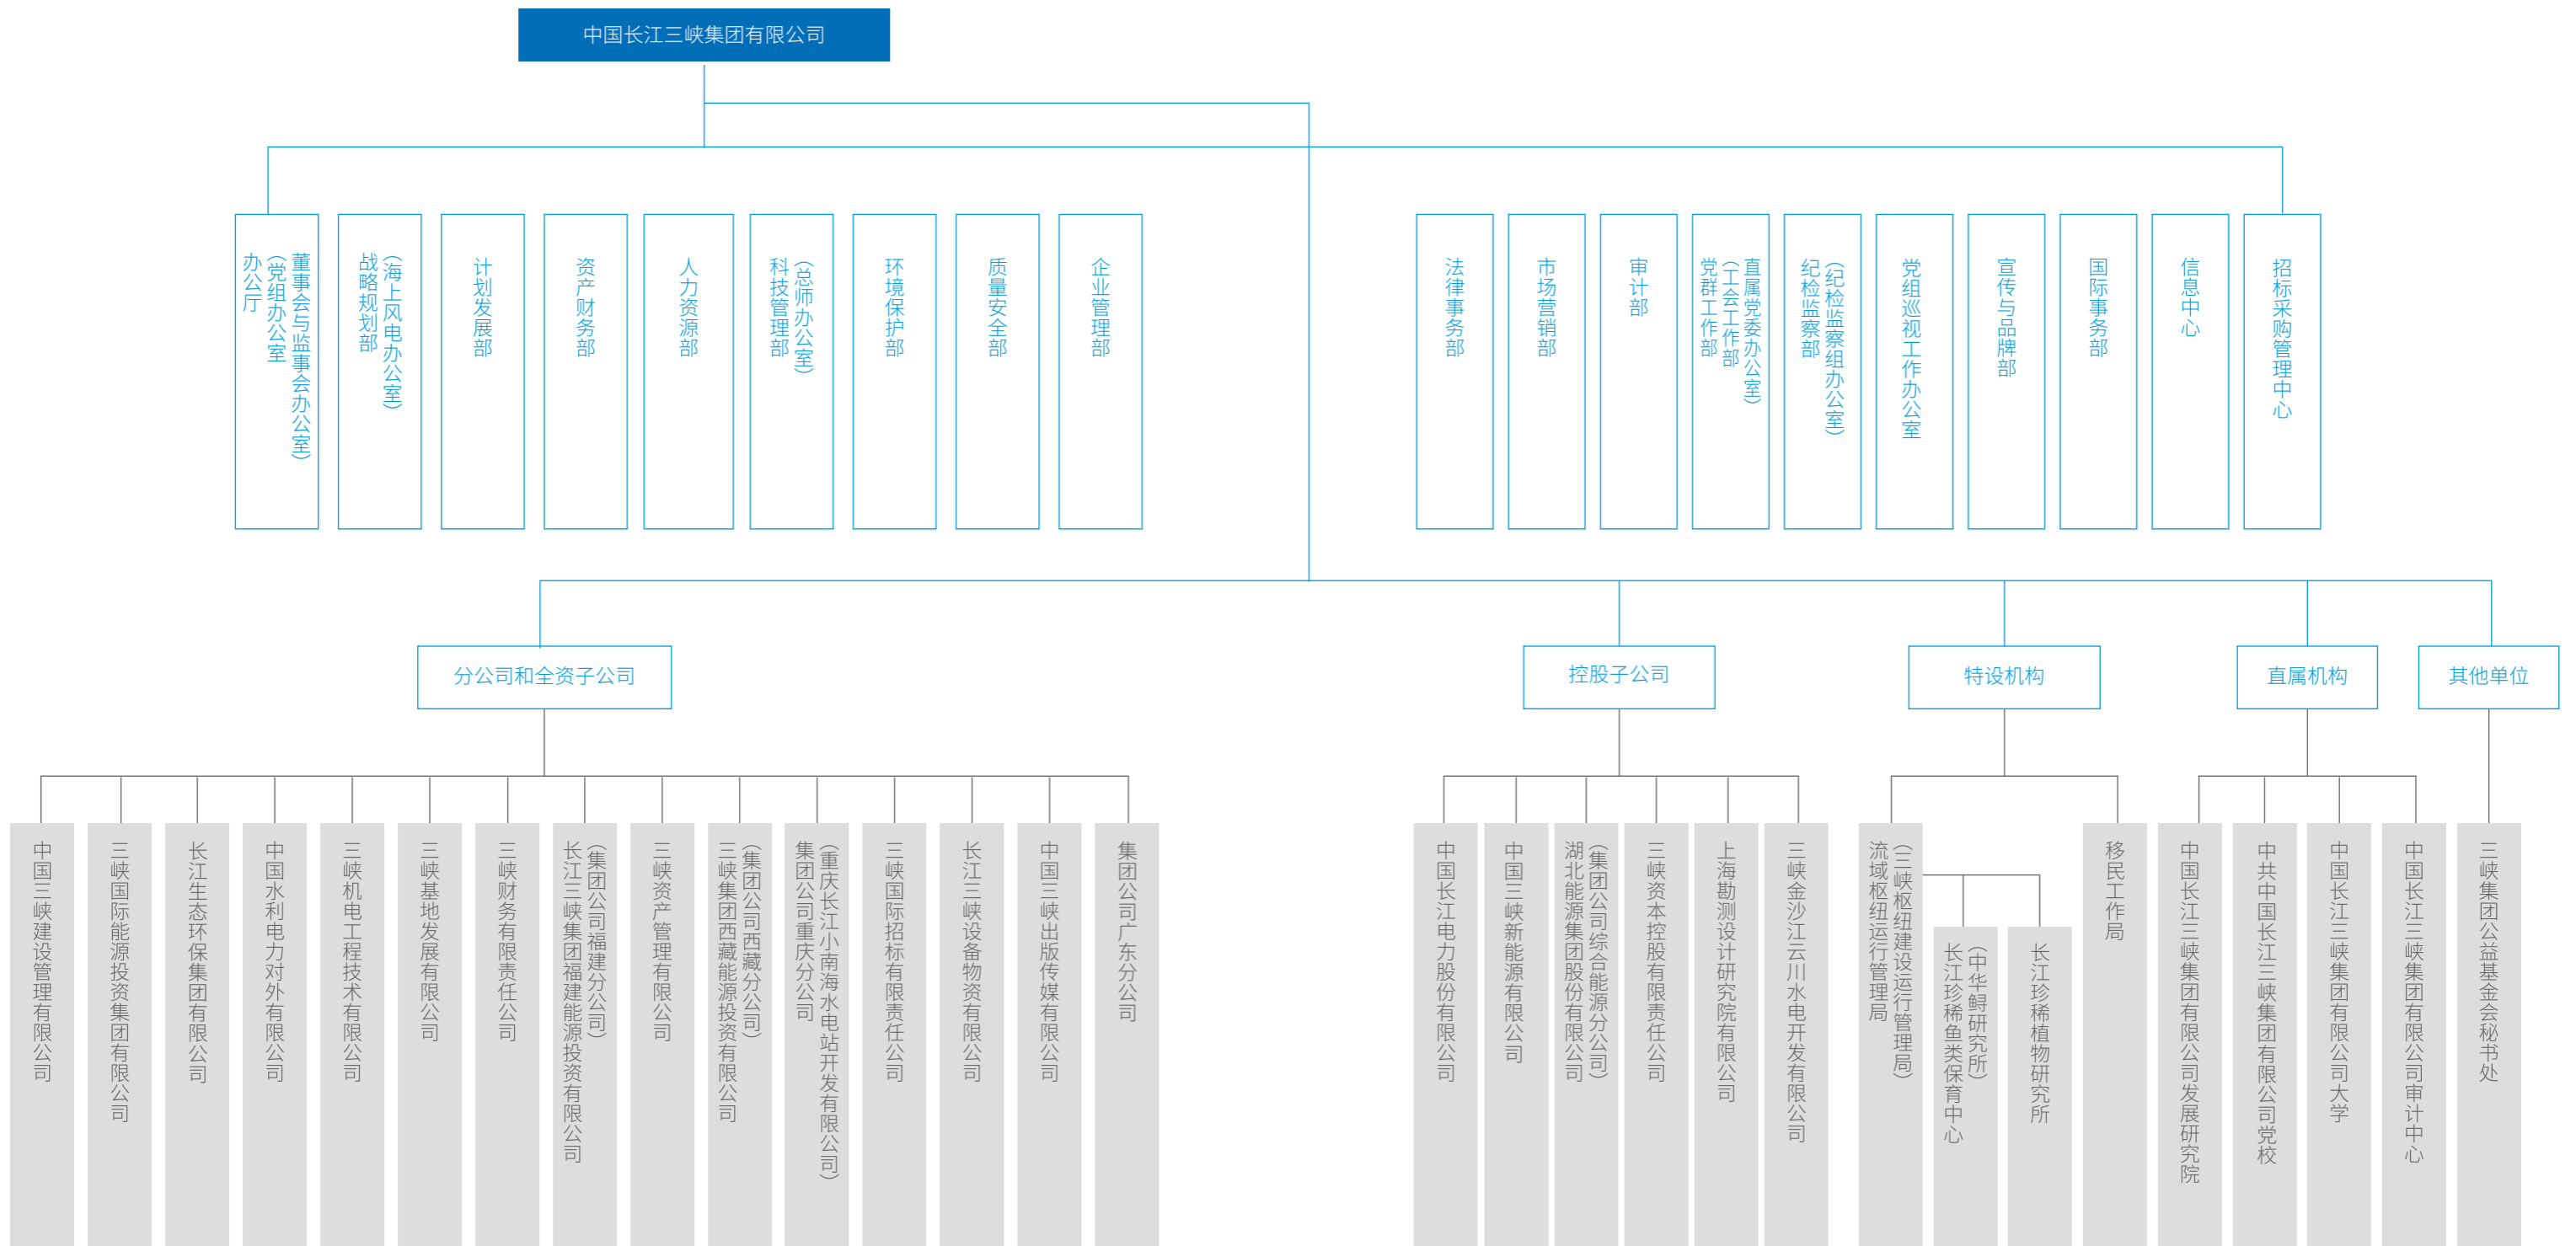 中国长江三峡集团有限公司
办公厅
（党组办公室
董事会与监事会办公室）
战略规划部
（海上风电办公室）
计划发展部
资产财务部
人力资源部
科技管理部
（总师办公室）
环境保护部
质量安全部
企业管理部
法律事务部
市场营销部
审计部
党群工作部
（工会工作部
直属党委办公室）
纪检监察部
（纪检监察组办公室）
党组巡视工作办公室
宣传与品牌部
国际事务部
信息中心
招标采购管理中心
分公司和全资子公司
控股子公司
特设机构
直属机构
其他单位
中国三峡建设管理有限公司
三峡国际能源投资集团有限公司
长江生态环保集团有限公司
中国水利电力对外有限公司
三峡机电工程技术有限公司
三峡基地发展有限公司
三峡财务有限责任公司
长江三峡集团福建能源投资有限公司
（集团公司福建分公司）
三峡资产管理有限公司
三峡集团西藏能源投资有限公司
（集团公司西藏分公司）
集团公司重庆分公司
（重庆长江小南海水电站开发有限公司）
三峡国际招标有限责任公司
长江三峡设备物资有限公司
中国三峡出版传媒有限公司
集团公司广东分公司
中国长江电力股份有限公司
中国三峡新能源有限公司
湖北能源集团股份有限公司
（集团公司综合能源分公司）
三峡资本控股有限责任公司
上海勘测设计研究院有限公司
三峡金沙江云川水电开发有限公司
流域枢纽运行管理局
（三峡枢纽建设运行管理局）
长江珍稀鱼类保育中心
（中华鲟研究所）
长江珍稀植物研究所
移民工作局
中国长江三峡集团有限公司发展研究院
中共中国长江三峡集团有限公司党校
中国长江三峡集团有限公司大学
中国长江三峡集团有限公司审计中心
三峡集团公益基金会秘书处